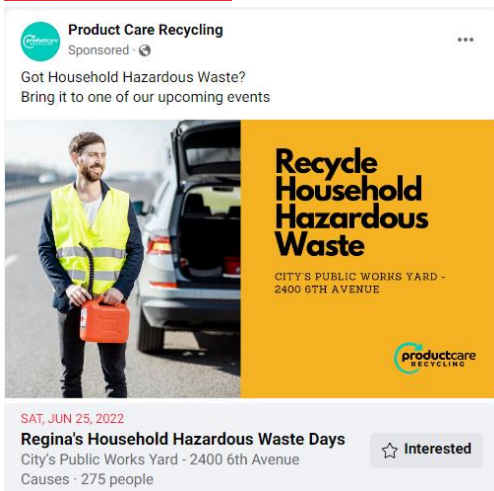 Product Care Recycling
Sponsored ·
Got Household Hazardous Waste?
Bring it to one of our upcoming events
Recycle
Household
Hazardous
Waste
CITY'S PUBLIC WORKS YARD -
2400 6TH AVENUE
productcare
RECYCLING
SAT, JUN 25, 2022
Regina's Household Hazardous Waste Days
City's Public Works Yard - 2400 6th Avenue
Causes · 275 people
Interested